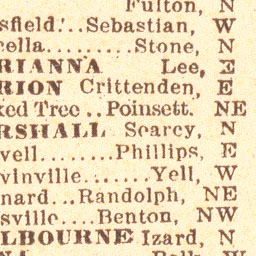 Fulton, N
sfield...Sebastian, W
cella.........Stone, N
RIANNA Lee, E
RION Crittenden, E
ked Tree..Poinsett. NE
RSHALL Searcy, N
vell........Phillips, E
vinville......Yell, W
nard...Randolph, NE
sville....Benton, NW
LBOURNE Izard, N